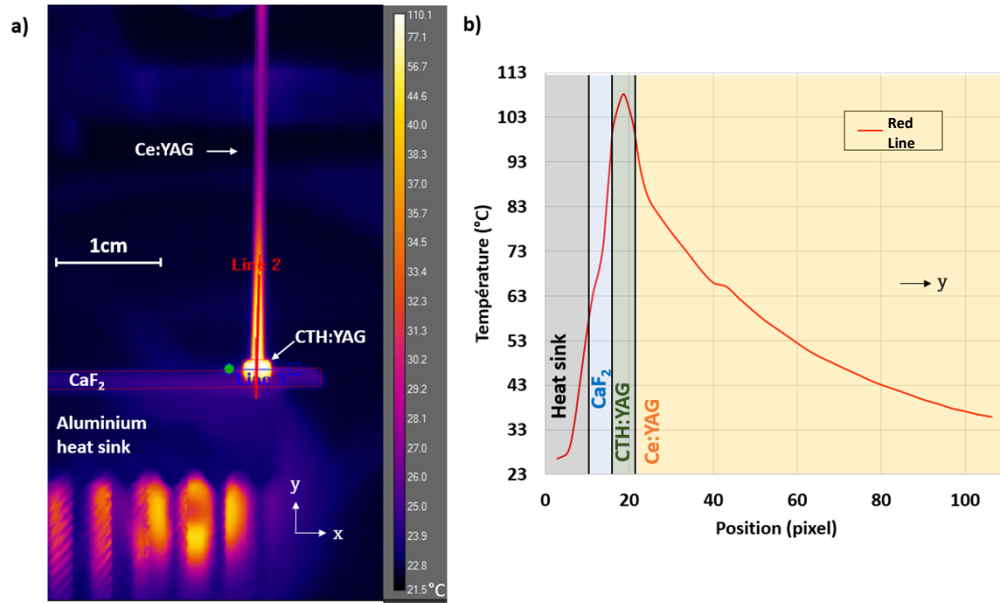 a)
Ce:YAG
1cm
Line 2
CTH:YAG
CaF₂
Aluminium
heat sink
y
x
110.1
77.1
56.7
44.6
40.0
38.3
37.0
35.7
34.4
33.3
32.6
31.5
30.2
29.2
28.1
27.0
26.0
25.0
23.9
22.8
21.5 °C
b)
Température (°C)
113
103
93
83
73
63
53
43
33
23
Heat sink
CaF₂
CTH:YAG
Ce:YAG
Red
Line
y
0 20 40 60 80 100
Position (pixel)